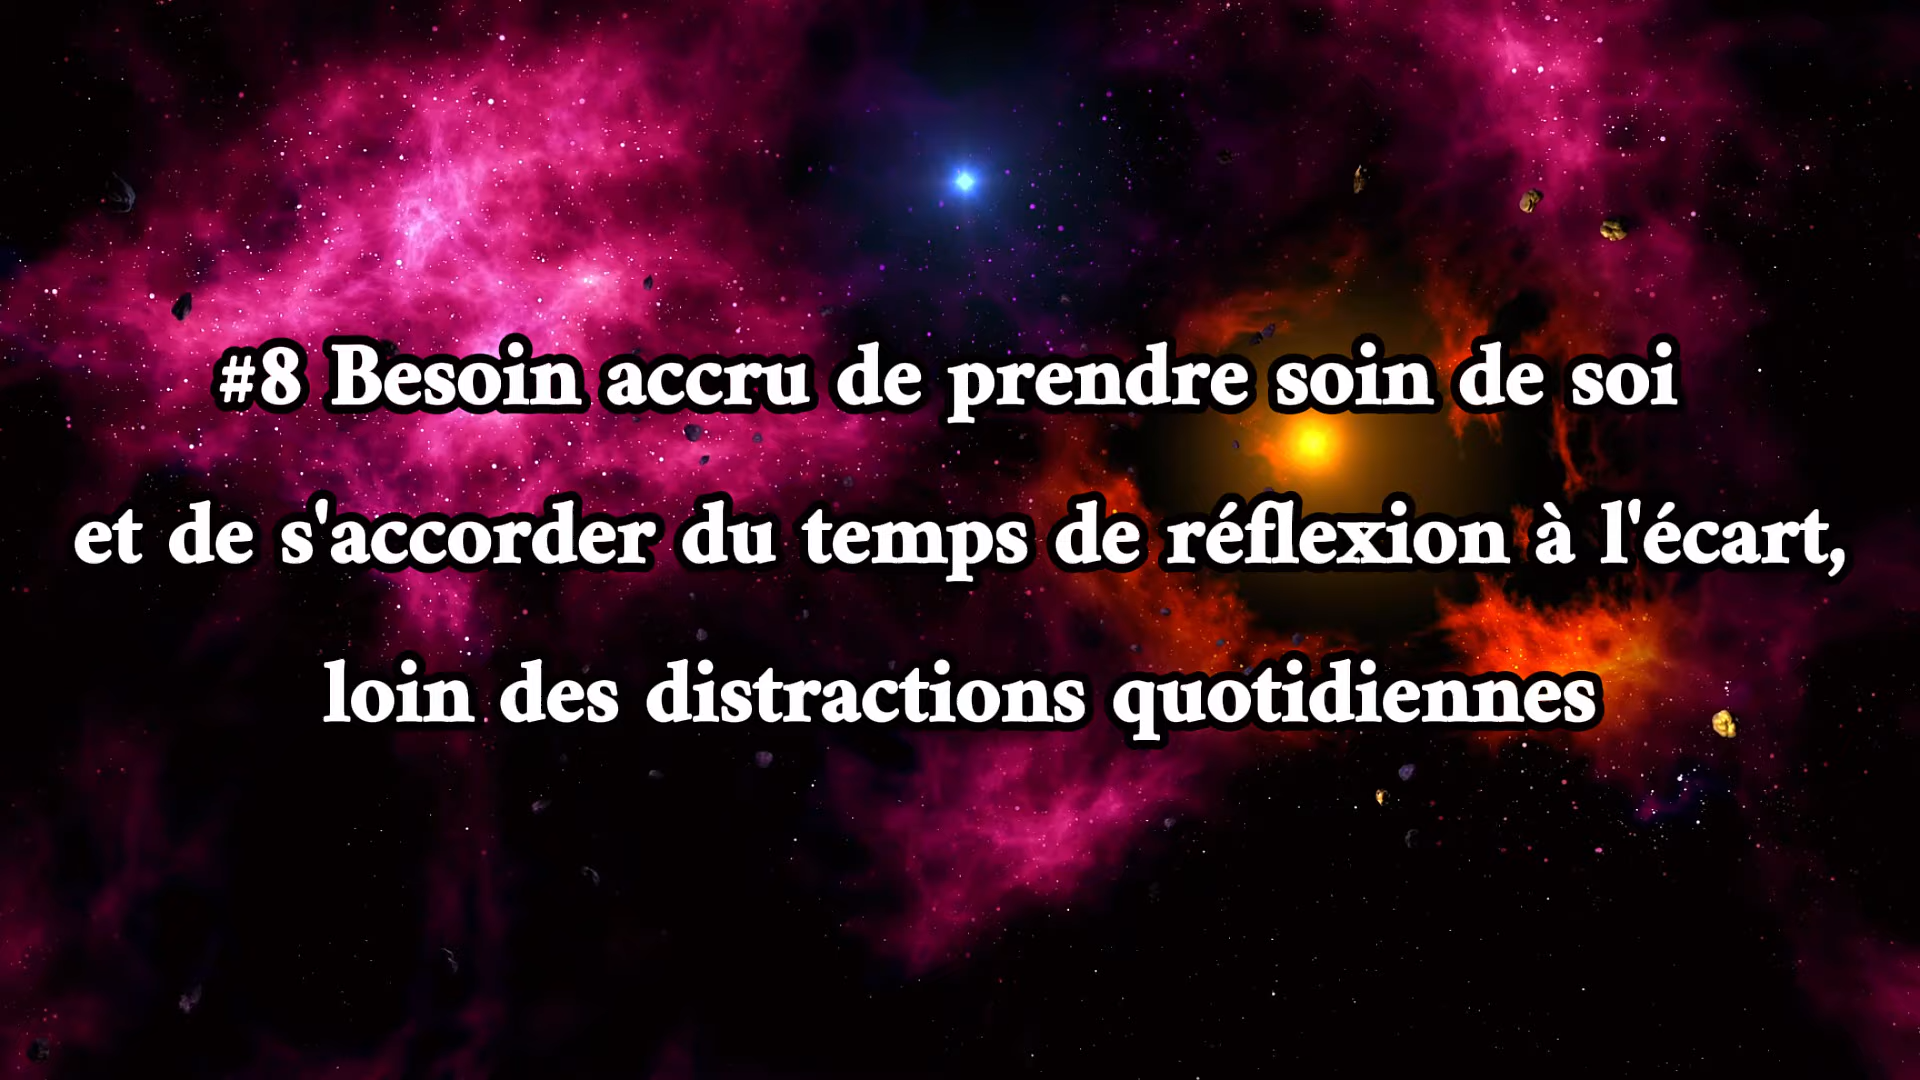 #8 Besoin accru de prendre soin de soi
et de s'accorder du temps de réflexion à l'écart,
loin des distractions quotidiennes